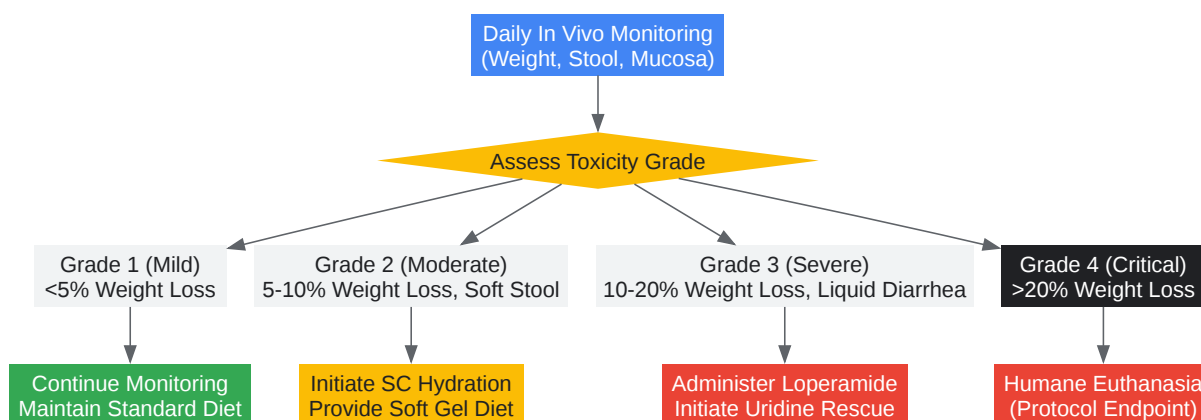 Daily In Vivo Monitoring
(Weight, Stool, Mucosa)
Assess Toxicity Grade
Grade 1 (Mild)
<5% Weight Loss
Grade 2 (Moderate)
5-10% Weight Loss, Soft Stool
Grade 3 (Severe)
10-20% Weight Loss, Liquid Diarrhea
Grade 4 (Critical)
>20% Weight Loss
Continue Monitoring
Maintain Standard Diet
Initiate SC Hydration
Provide Soft Gel Diet
Administer Loperamide
Initiate Uridine Rescue
Humane Euthanasia
(Protocol Endpoint)